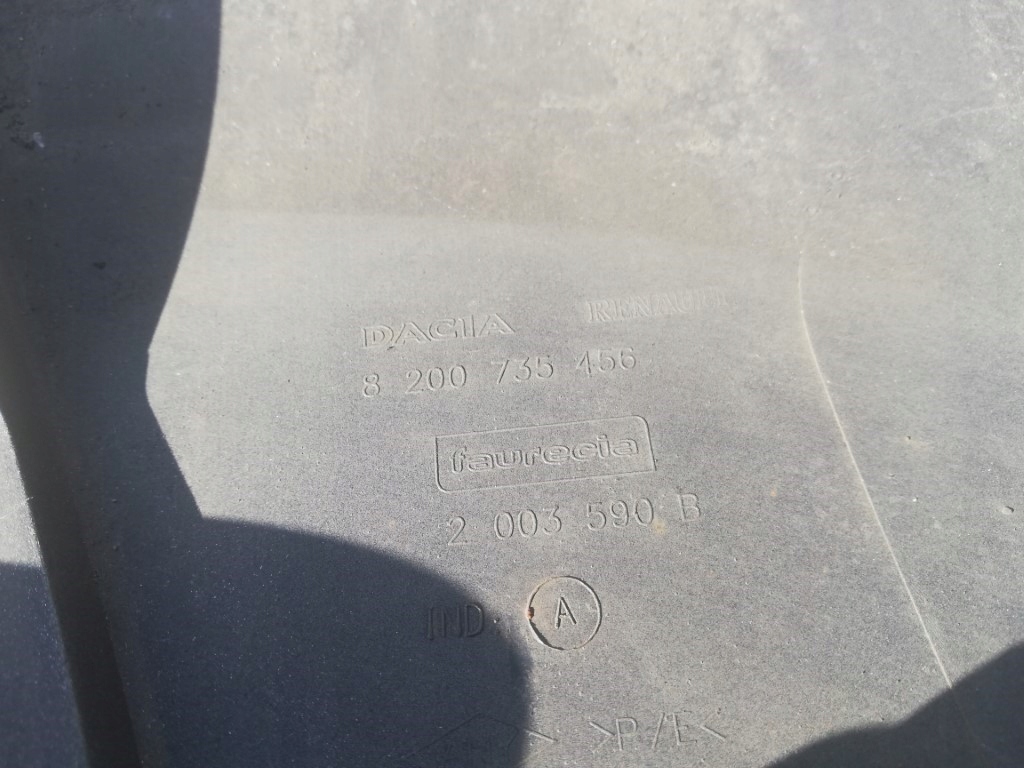 DACIA RENAULT
8 200 735 456
faurecia
2 003 590 B
IND. A
>P/E<